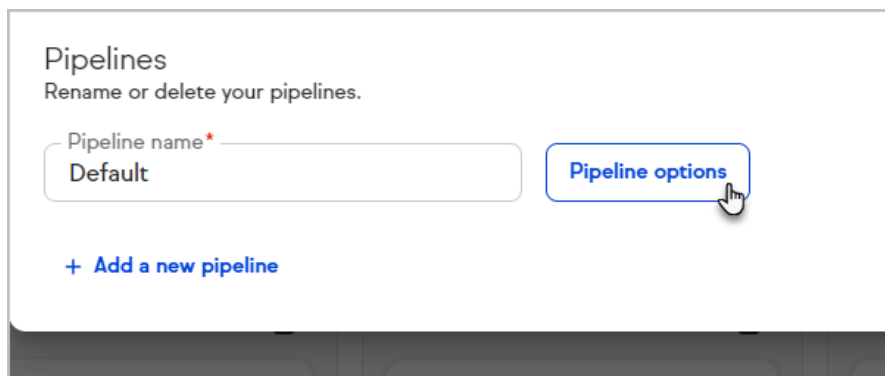 Pipelines
Rename or delete your pipelines.
Pipeline name*
Default
Pipeline options
+ Add a new pipeline